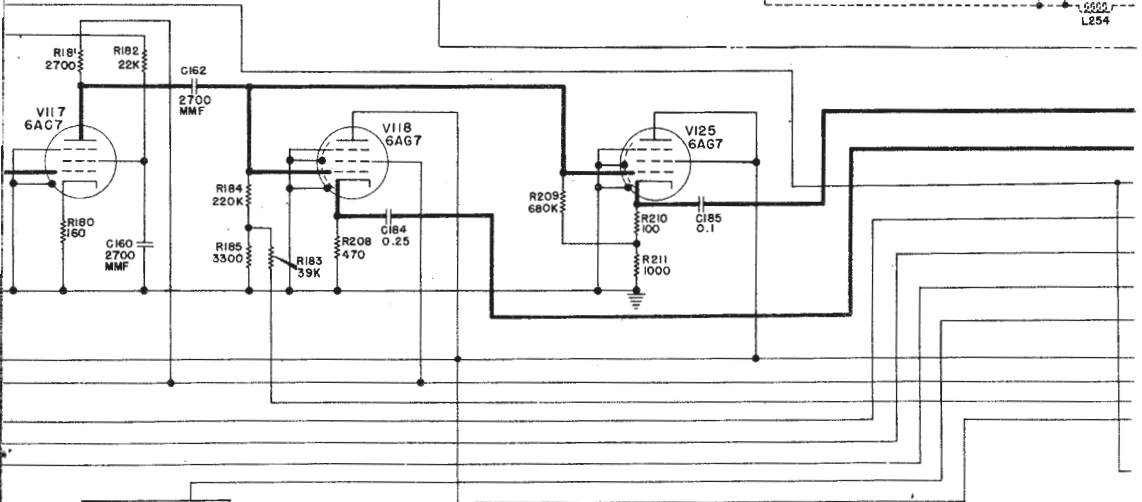 L254
R181
2700
R182
22K
C162
2700
MMF
V117
6AG7
V118
6AG7
V125
6AG7
R184
220K
R209
680K
R180
160
C160
2700
MMF
R185
3300
R183
39K
R208
470
C184
0.25
R210
100
C185
0.1
R211
1000